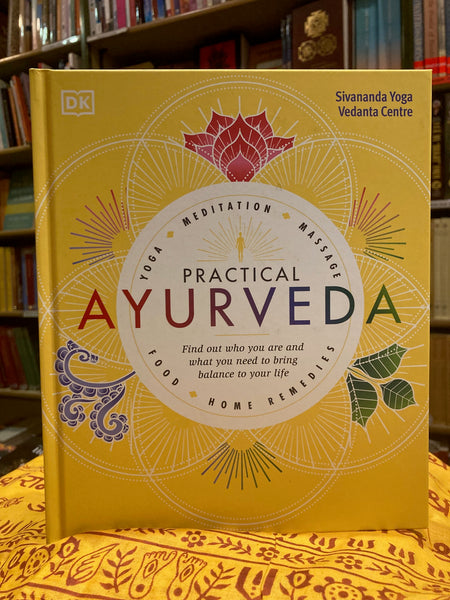 DK
Sivananda Yoga
Vedanta Centre
YOGA • MEDITATION • MASSAGE
PRACTICAL
AYURVEDA
Find out who you are and
what you need to bring
balance to your life
FOOD • HOME REMEDIES